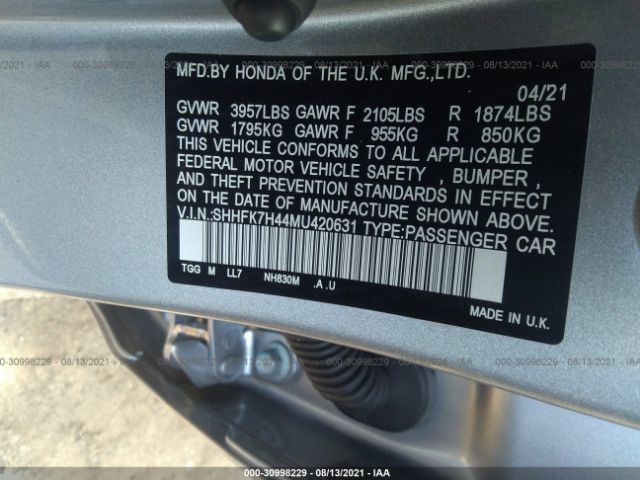 000-30998229 - 08/13/2021 - IAA
MFD.BY HONDA OF THE U.K. MFG.,LTD.
04/21
GVWR 3957LBS GAWR F 2105LBS R 1874LBS
GVWR 1795KG GAWR F 955KG R 850KG
THIS VEHICLE CONFORMS TO ALL APPLICABLE
FEDERAL MOTOR VEHICLE SAFETY , BUMPER ,
AND THEFT PREVENTION STANDARDS IN EFFECT
ON THE DATE OF MANUFACTURE SHOWN ABOVE.
V.I.N:SHHFK7H44MU420631 TYPE:PASSENGER CAR
TGG M LL7 NH830M .A .U
MADE IN U.K.
000-30998229 - 08/13/2021 - IAA
000-30998229 - 08/13/2021 - IAA